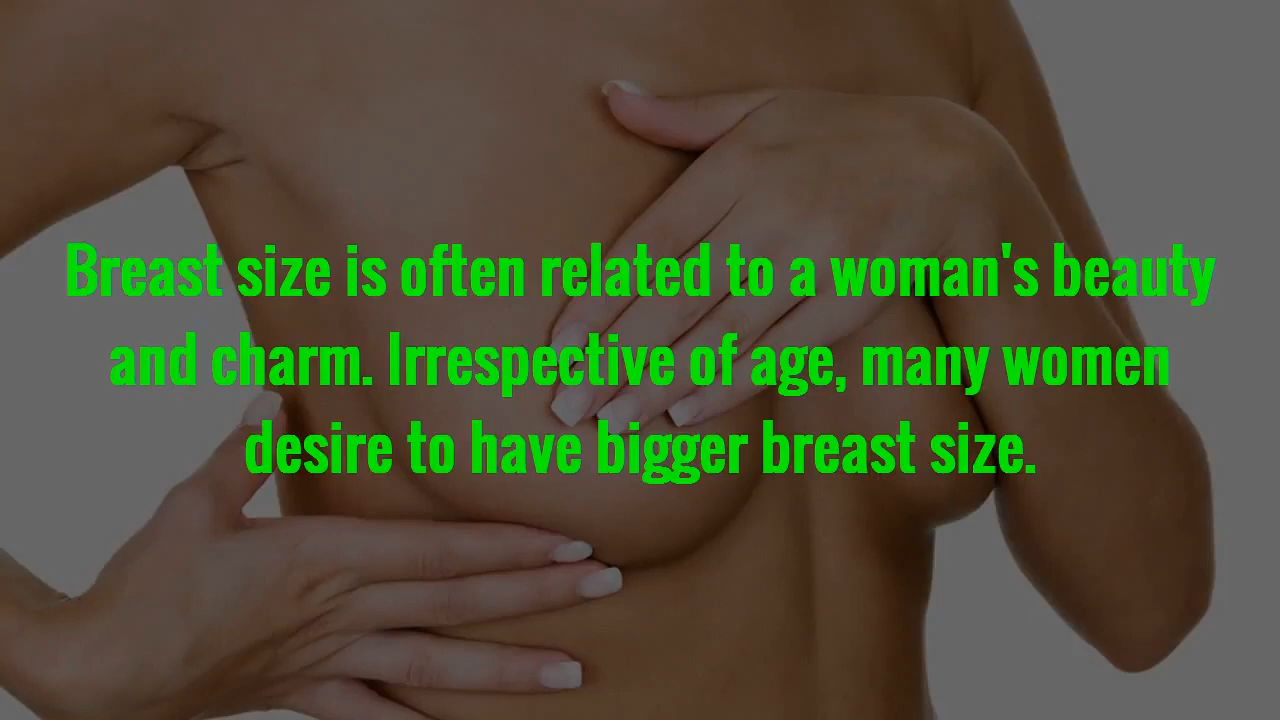 Breast size is often related to a woman's beauty
and charm. Irrespective of age, many women
desire to have bigger breast size.